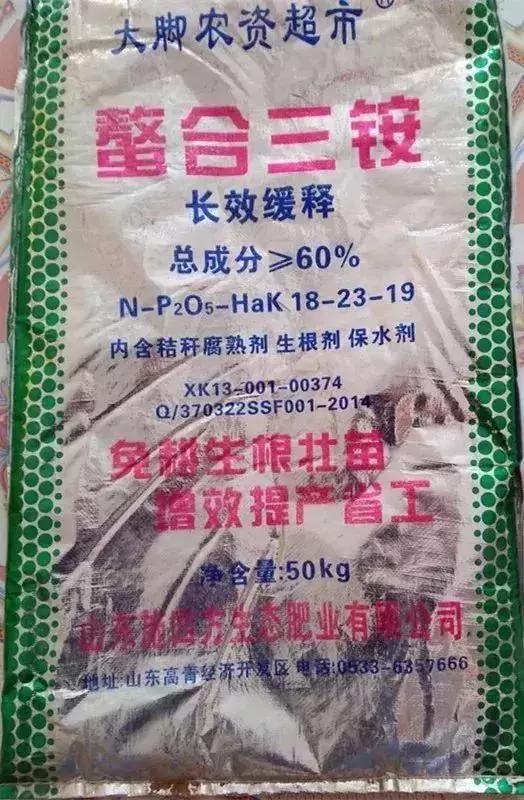 大脚农资超市®
螯合三铵
长效缓释
总成分≥60%
N-P₂O₅-HaK 18-23-19
内含秸秆腐熟剂 生根剂 保水剂
XK13-001-00374
Q/370322SSF001-2014
免耪生根壮苗
增效提产省工
净含量:50kg
山东四方生态肥业有限公司
地址:山东高青经济开发区 电话:0533-6357666